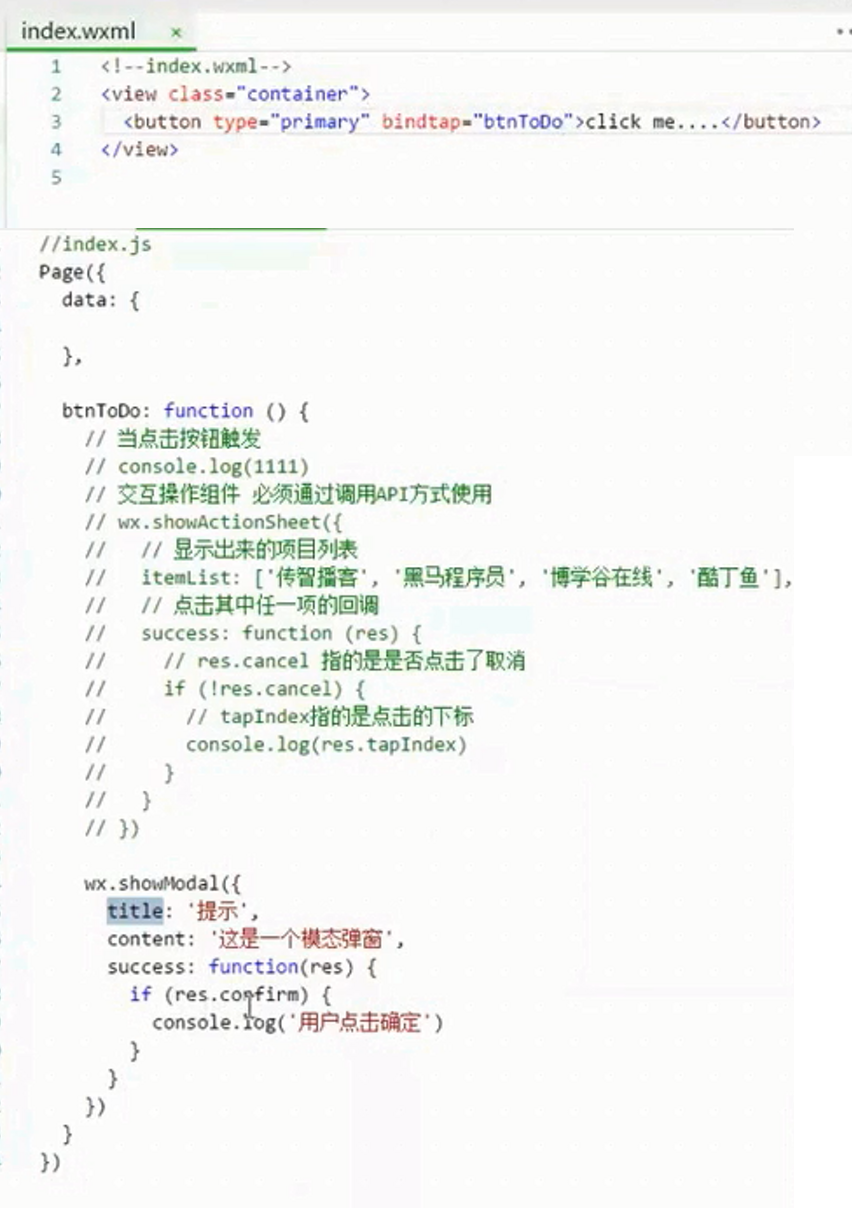 index.wxml ×
1 <!--index.wxml-->
2 <view class="container">
3 <button type="primary" bindtap="btnToDo">click me....</button>
4 </view>
5
//index.js
Page({
data: {
},
btnToDo: function () {
// 当点击按钮触发
// console.log(1111)
// 交互操作组件 必须通过调用API方式使用
// wx.showActionSheet({
// // 显示出来的项目列表
// itemList: ['传智播客', '黑马程序员', '博学谷在线', '酷丁鱼'],
// // 点击其中任一项的回调
// success: function (res) {
// // res.cancel 指的是是否点击了取消
// if (!res.cancel) {
// // tapIndex指的是点击的下标
// console.log(res.tapIndex)
// }
// }
// })
wx.showModal({
title: '提示',
content: '这是一个模态弹窗',
success: function(res) {
if (res.confirm) {
console.log('用户点击确定')
}
}
})
}
})